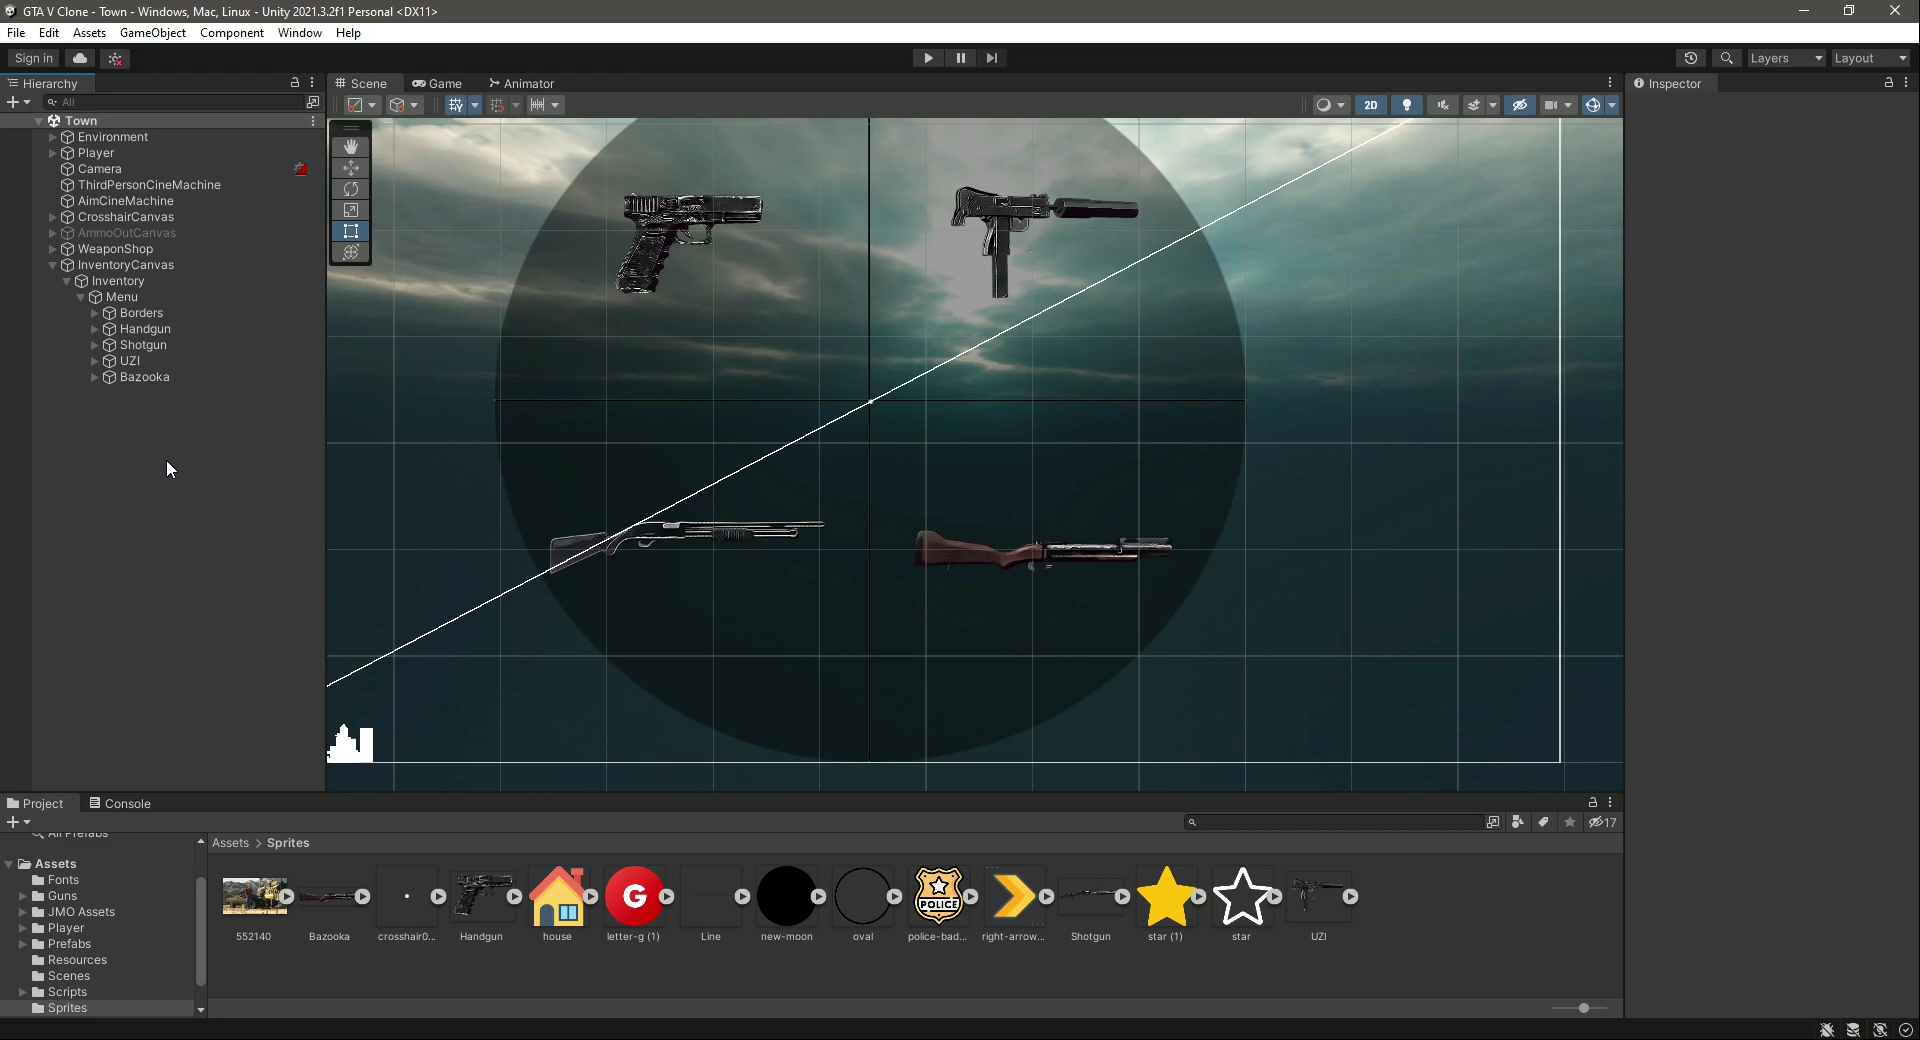 GTA V Clone - Town - Windows, Mac, Linux - Unity 2021.3.2f1 Personal <DX11>
File Edit Assets GameObject Component Window Help
Sign in Layers Layout
Hierarchy Scene Game Animator Inspector
All 2D
Town
Environment
Player
Camera
ThirdPersonCineMachine
AimCineMachine
CrosshairCanvas
AmmoOutCanvas
WeaponShop
InventoryCanvas
Inventory
Menu
Borders
Handgun
Shotgun
UZI
Bazooka
Project Console
17
All Prefabs
Assets
Fonts
Guns
JMO Assets
Player
Prefabs
Resources
Scenes
Scripts
Sprites
Assets > Sprites
G POLICE
552140 Bazooka crosshair0... Handgun house letter-g (1) Line new-moon oval police-bad... right-arrow... Shotgun star (1) star UZI